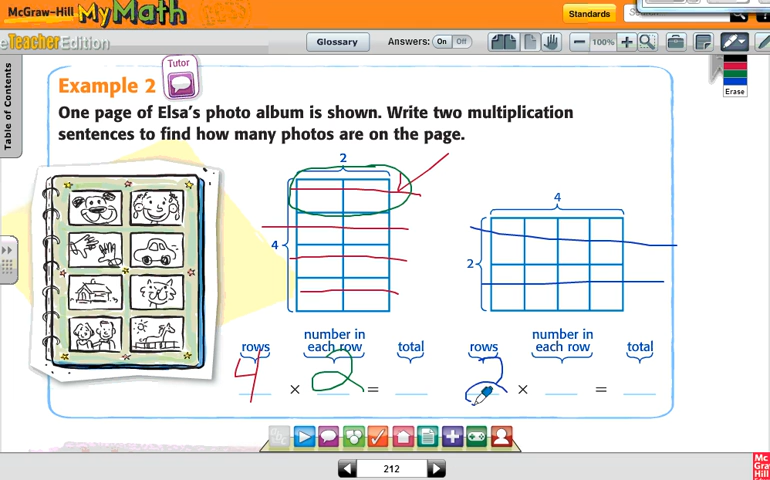 McGraw-Hill My Math
Standards
e Teacher Edition
Glossary
Answers: On Off
100%
Table of Contents
Erase
Example 2
Tutor
One page of Elsa's photo album is shown. Write two multiplication
sentences to find how many photos are on the page.
2
4
4
2
rows number in each row total
4 × 2 =
rows number in each row total
2 × =
212